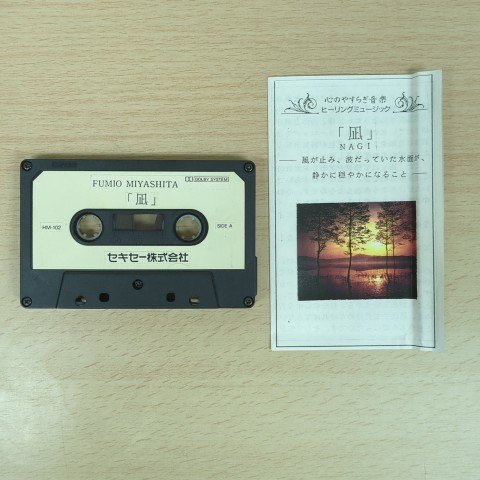 FUMIO MIYASHITA
DOLBY SYSTEM
「凪」
HM-102
SIDE A
セキセー株式会社
心のやすらぎ音楽
ヒーリングミュージック
「凪」
NAGI
風が止み、波だっていた水面が、
静かに穏やかになること